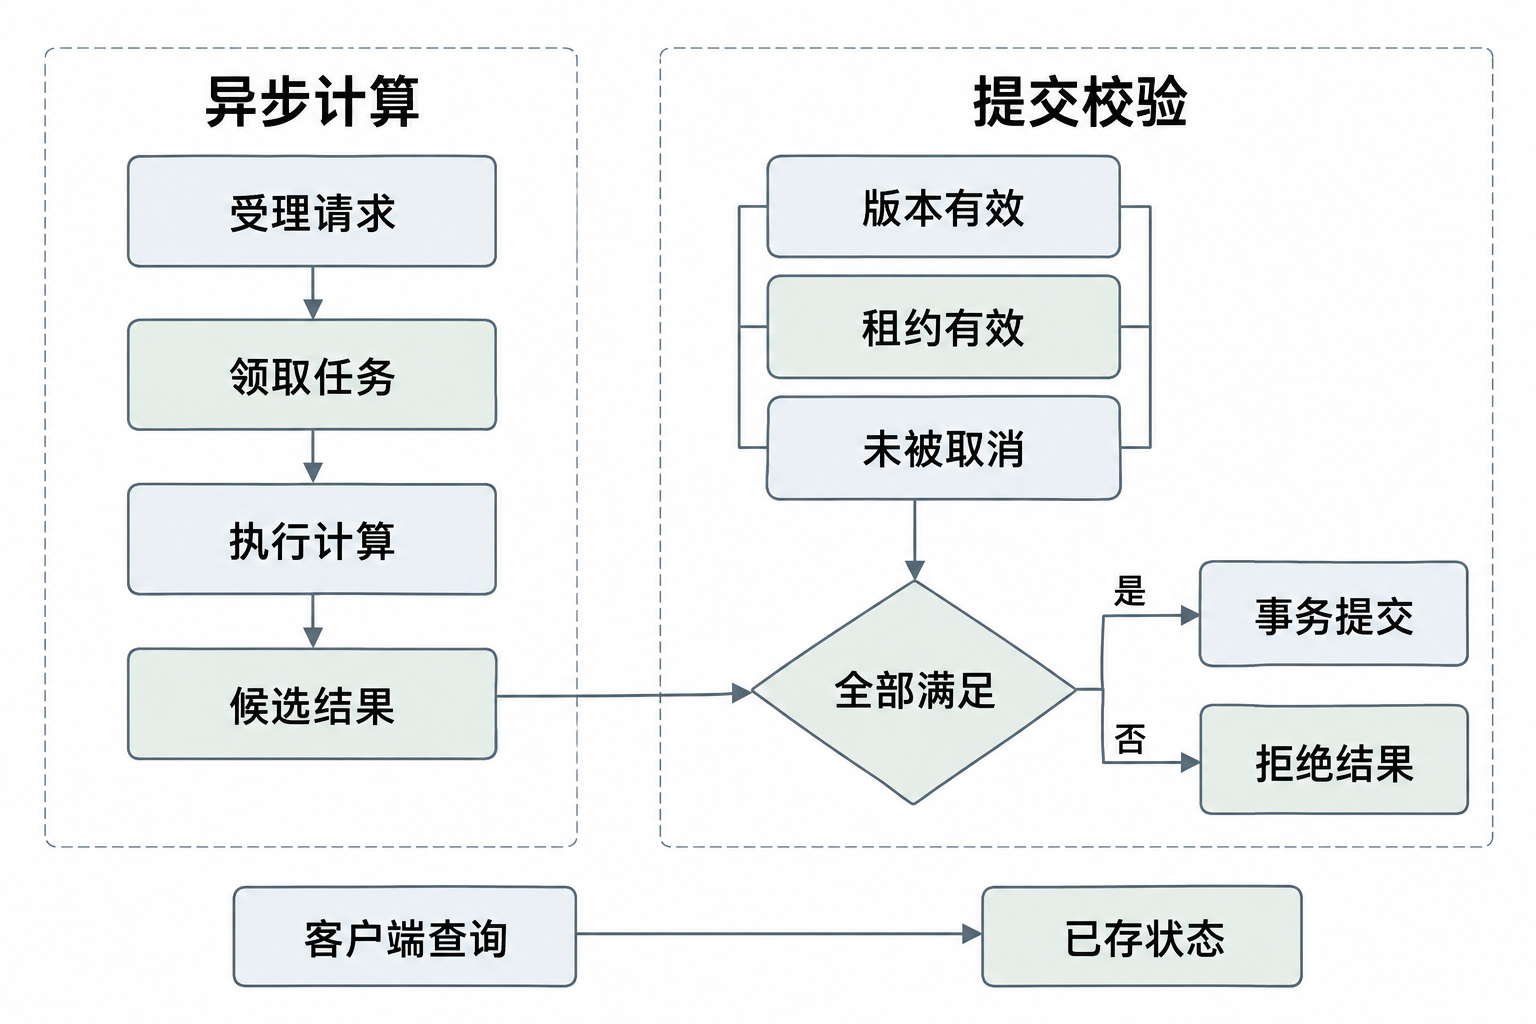 异步计算
受理请求
领取任务
执行计算
候选结果
提交校验
版本有效
租约有效
未被取消
全部满足
是
事务提交
否
拒绝结果
客户端查询
已存状态